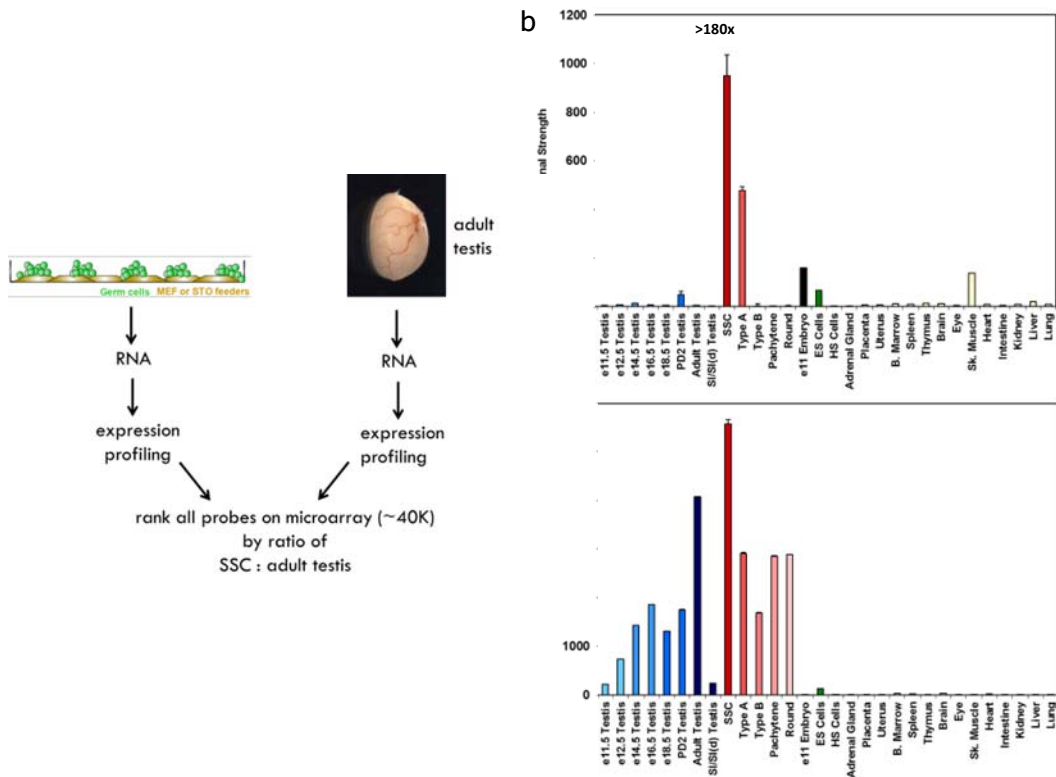 adult
testis
Germ cells MEF or STO feeders
RNA
RNA
expression
profiling
expression
profiling
rank all probes on microarray (~40K)
by ratio of
SSC : adult testis
b
1200
>180x
1000
800
600
nal Strength
e11.5 Testis
e12.5 Testis
e14.5 Testis
e16.5 Testis
e18.5 Testis
PD2 Testis
Adult Testis
Sl/Sl(d) Testis
SSC
Type A
Type B
Pachytene
Round
e11 Embryo
ES Cells
HS Cells
Adrenal Gland
Placenta
Uterus
B. Marrow
Spleen
Thymus
Brain
Eye
Sk. Muscle
Heart
Intestine
Kidney
Liver
Lung
1000
0
e11.5 Testis
e12.5 Testis
e14.5 Testis
e16.5 Testis
e18.5 Testis
PD2 Testis
Adult Testis
Sl/Sl(d) Testis
SSC
Type A
Type B
Pachytene
Round
e11 Embryo
ES Cells
HS Cells
Adrenal Gland
Placenta
Uterus
B. Marrow
Spleen
Thymus
Brain
Eye
Sk. Muscle
Heart
Intestine
Kidney
Liver
Lung